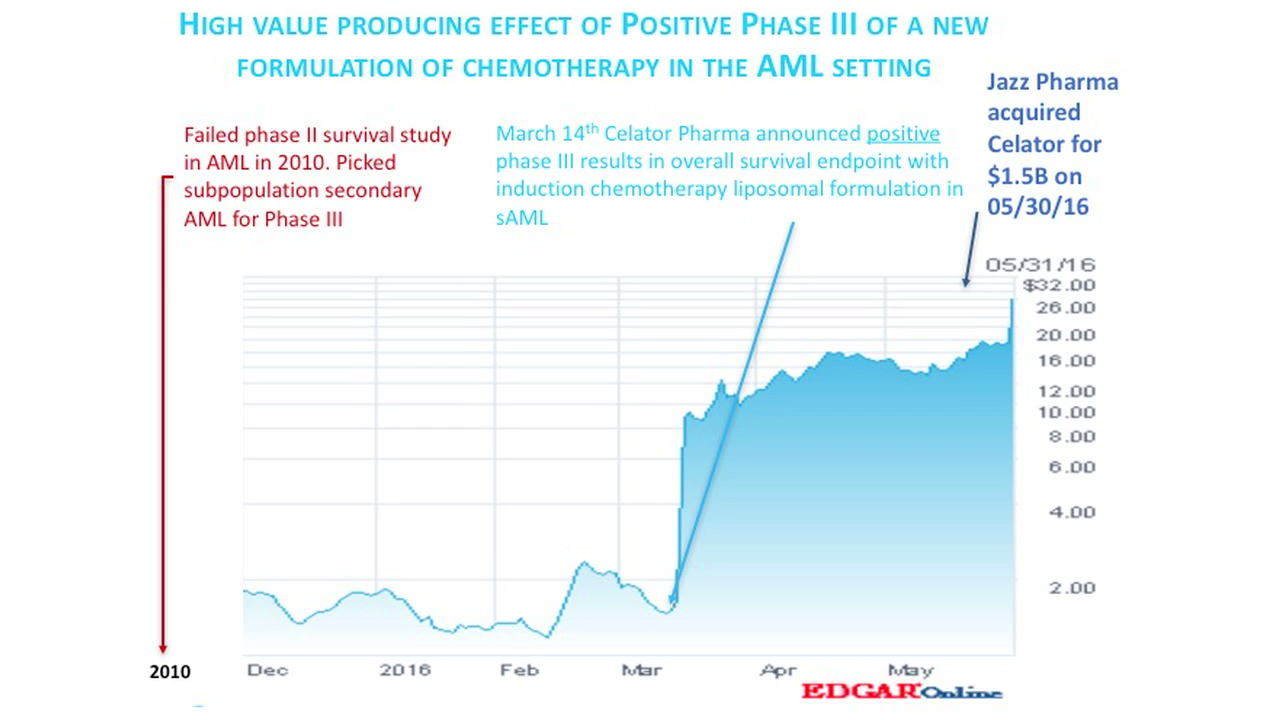 HIGH VALUE PRODUCING EFFECT OF POSITIVE PHASE III OF A NEW
FORMULATION OF CHEMOTHERAPY IN THE AML SETTING
Failed phase II survival study
in AML in 2010. Picked
subpopulation secondary
AML for Phase III
March 14th Celator Pharma announced positive
phase III results in overall survival endpoint with
induction chemotherapy liposomal formulation in
sAML
Jazz Pharma
acquired
Celator for
$1.5B on
05/30/16
05/31/16
$32.00
26.00
20.00
16.00
12.00
10.00
8.00
6.00
4.00
2.00
2010
Dec 2016 Feb Mar Apr May
EDGAR Online